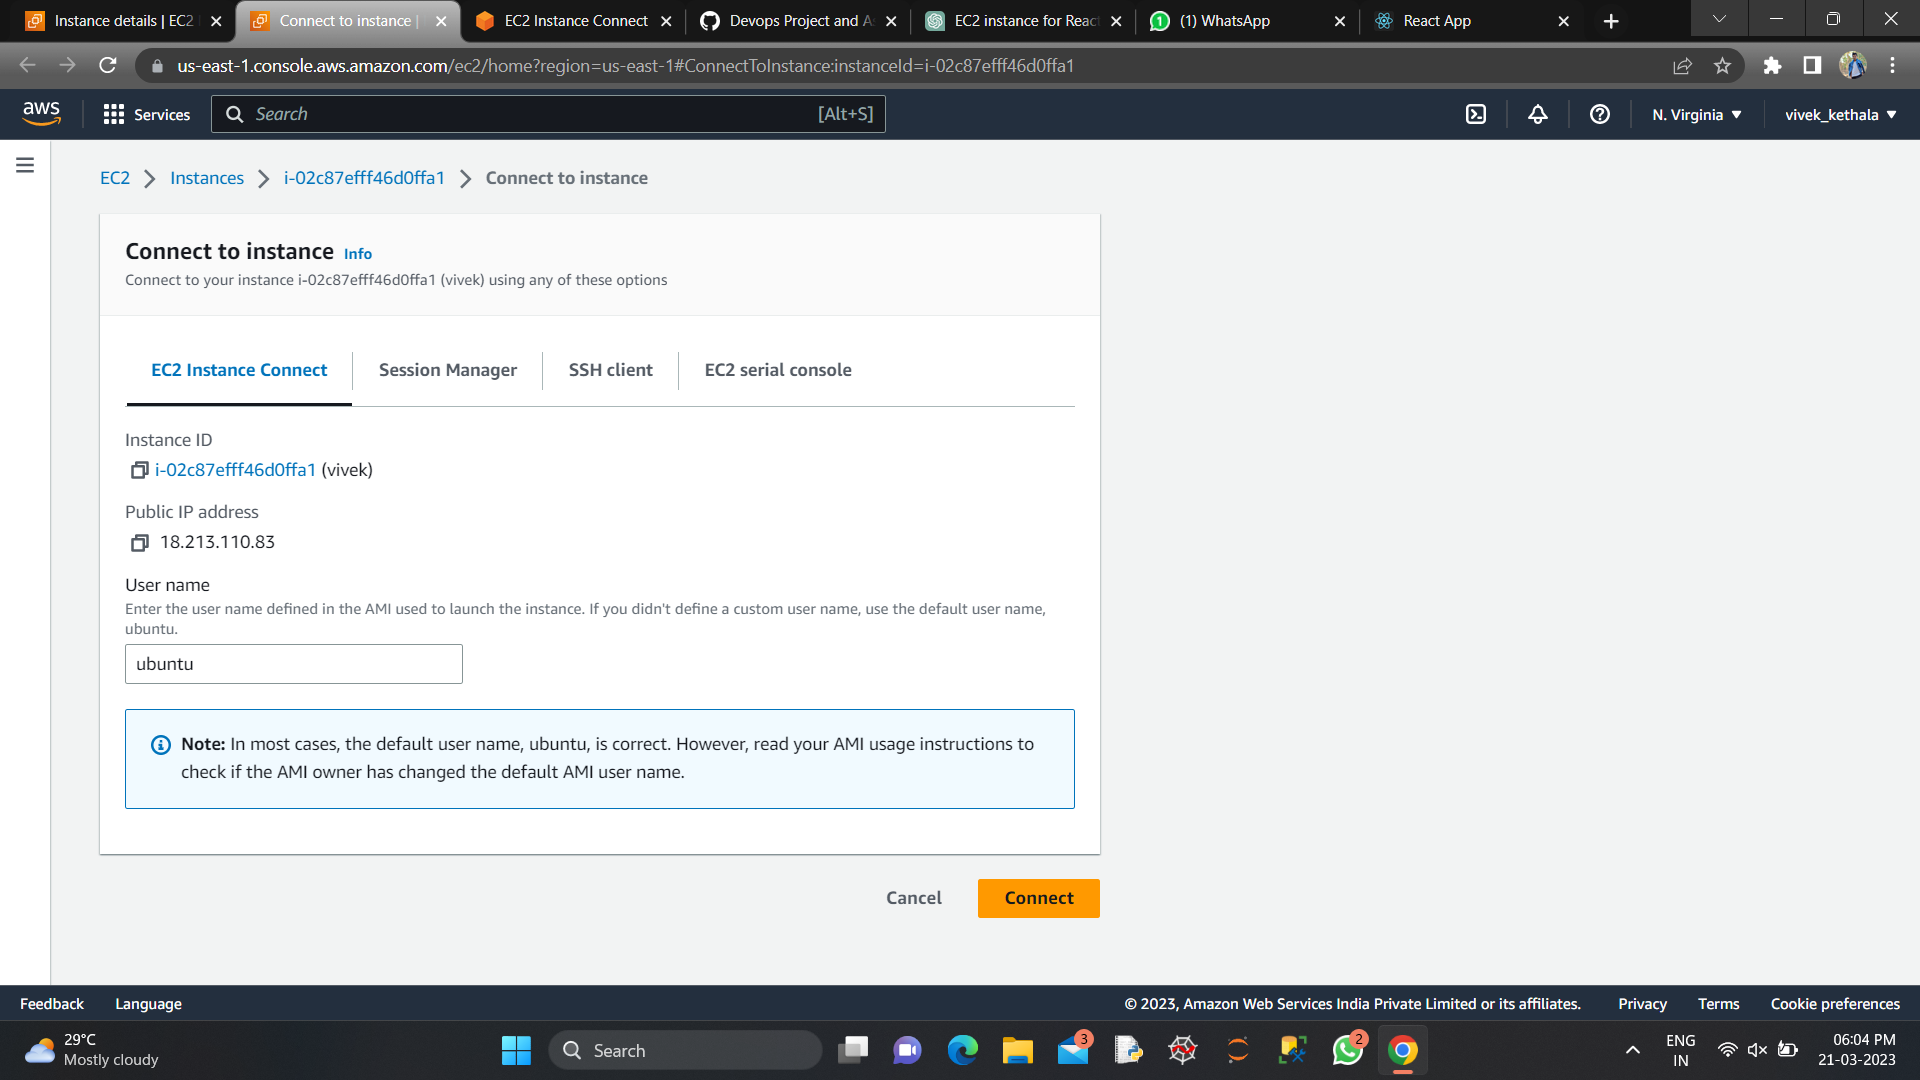 Instance details | EC2
Connect to instance |
EC2 Instance Connect
Devops Project and As
EC2 instance for React
(1) WhatsApp
React App
us-east-1.console.aws.amazon.com/ec2/home?region=us-east-1#ConnectToInstance:instanceId=i-02c87efff46d0ffa1
aws
Services
Search
[Alt+S]
N. Virginia
vivek_kethala
EC2
Instances
i-02c87efff46d0ffa1
Connect to instance
Connect to instance Info
Connect to your instance i-02c87efff46d0ffa1 (vivek) using any of these options
EC2 Instance Connect
Session Manager
SSH client
EC2 serial console
Instance ID
i-02c87efff46d0ffa1 (vivek)
Public IP address
18.213.110.83
User name
Enter the user name defined in the AMI used to launch the instance. If you didn't define a custom user name, use the default user name,
ubuntu.
ubuntu
Note: In most cases, the default user name, ubuntu, is correct. However, read your AMI usage instructions to
check if the AMI owner has changed the default AMI user name.
Cancel
Connect
Feedback
Language
© 2023, Amazon Web Services India Private Limited or its affiliates.
Privacy
Terms
Cookie preferences
29°C
Mostly cloudy
Search
3
2
ENG
IN
06:04 PM
21-03-2023